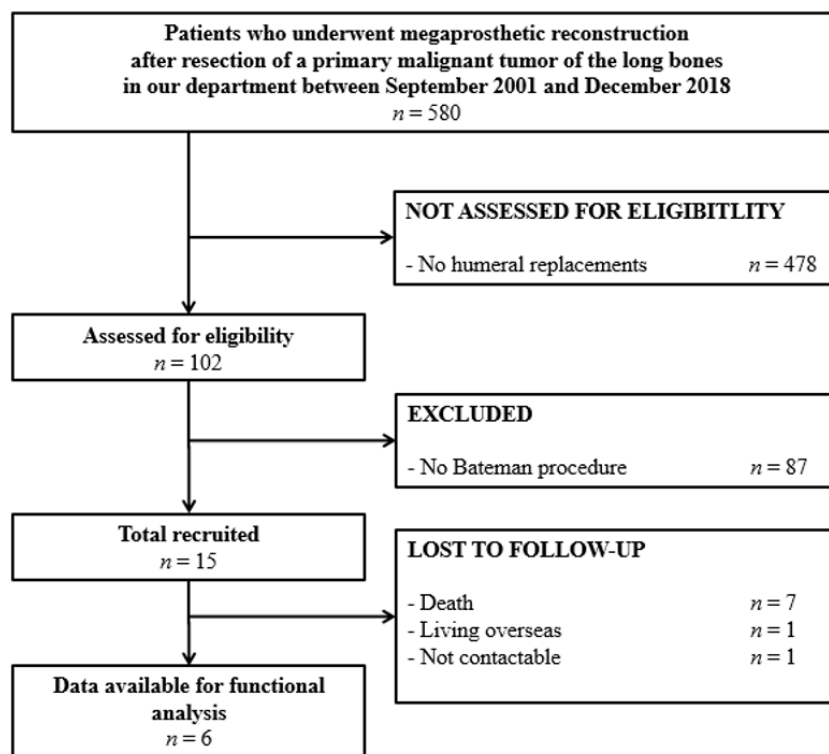 Patients who underwent megaprosthetic reconstruction
after resection of a primary malignant tumor of the long bones
in our department between September 2001 and December 2018
n = 580
NOT ASSESSED FOR ELIGIBITLITY
- No humeral replacements n = 478
Assessed for eligibility
n = 102
EXCLUDED
- No Bateman procedure n = 87
Total recruited
n = 15
LOST TO FOLLOW-UP
- Death n = 7
- Living overseas n = 1
- Not contactable n = 1
Data available for functional
analysis
n = 6